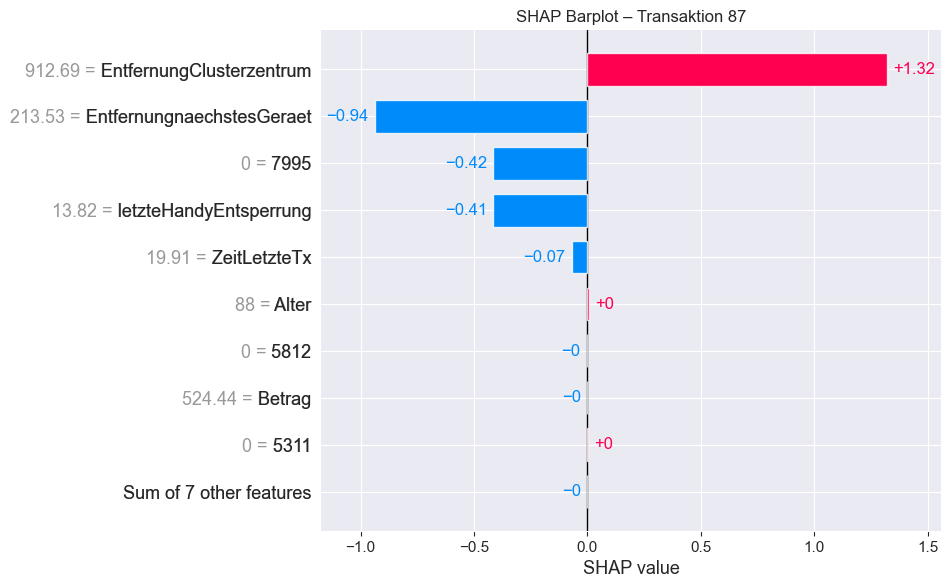 SHAP Barplot – Transaktion 87
912.69 = EntfernungClusterzentrum
+1.32
213.53 = EntfernungnaechstesGeraet
−0.94
0 = 7995
−0.42
13.82 = letzteHandyEntsperrung
−0.41
19.91 = ZeitLetzteTx
−0.07
88 = Alter
+0
0 = 5812
−0
524.44 = Betrag
−0
0 = 5311
+0
Sum of 7 other features
−0
−1.0 −0.5 0.0 0.5 1.0 1.5
SHAP value